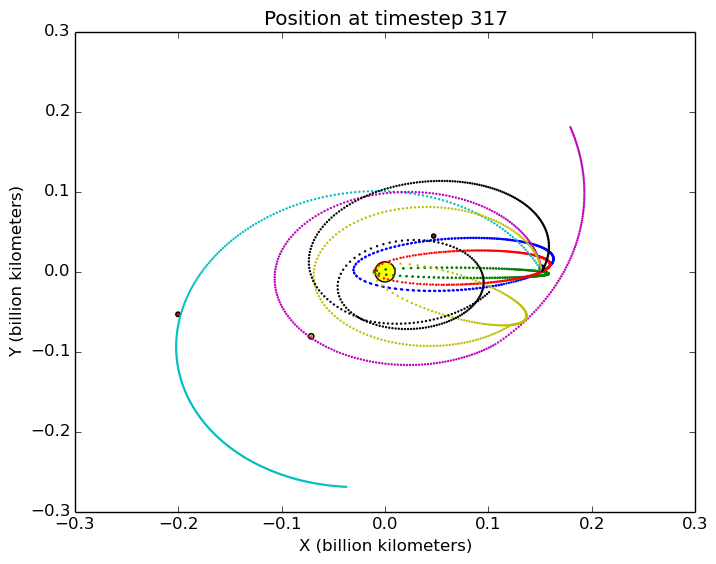 Position at timestep 317
0.3
0.2
0.1
0.0
−0.1
−0.2
−0.3
Y (billion kilometers)
−0.3 −0.2 −0.1 0.0 0.1 0.2 0.3
X (billion kilometers)